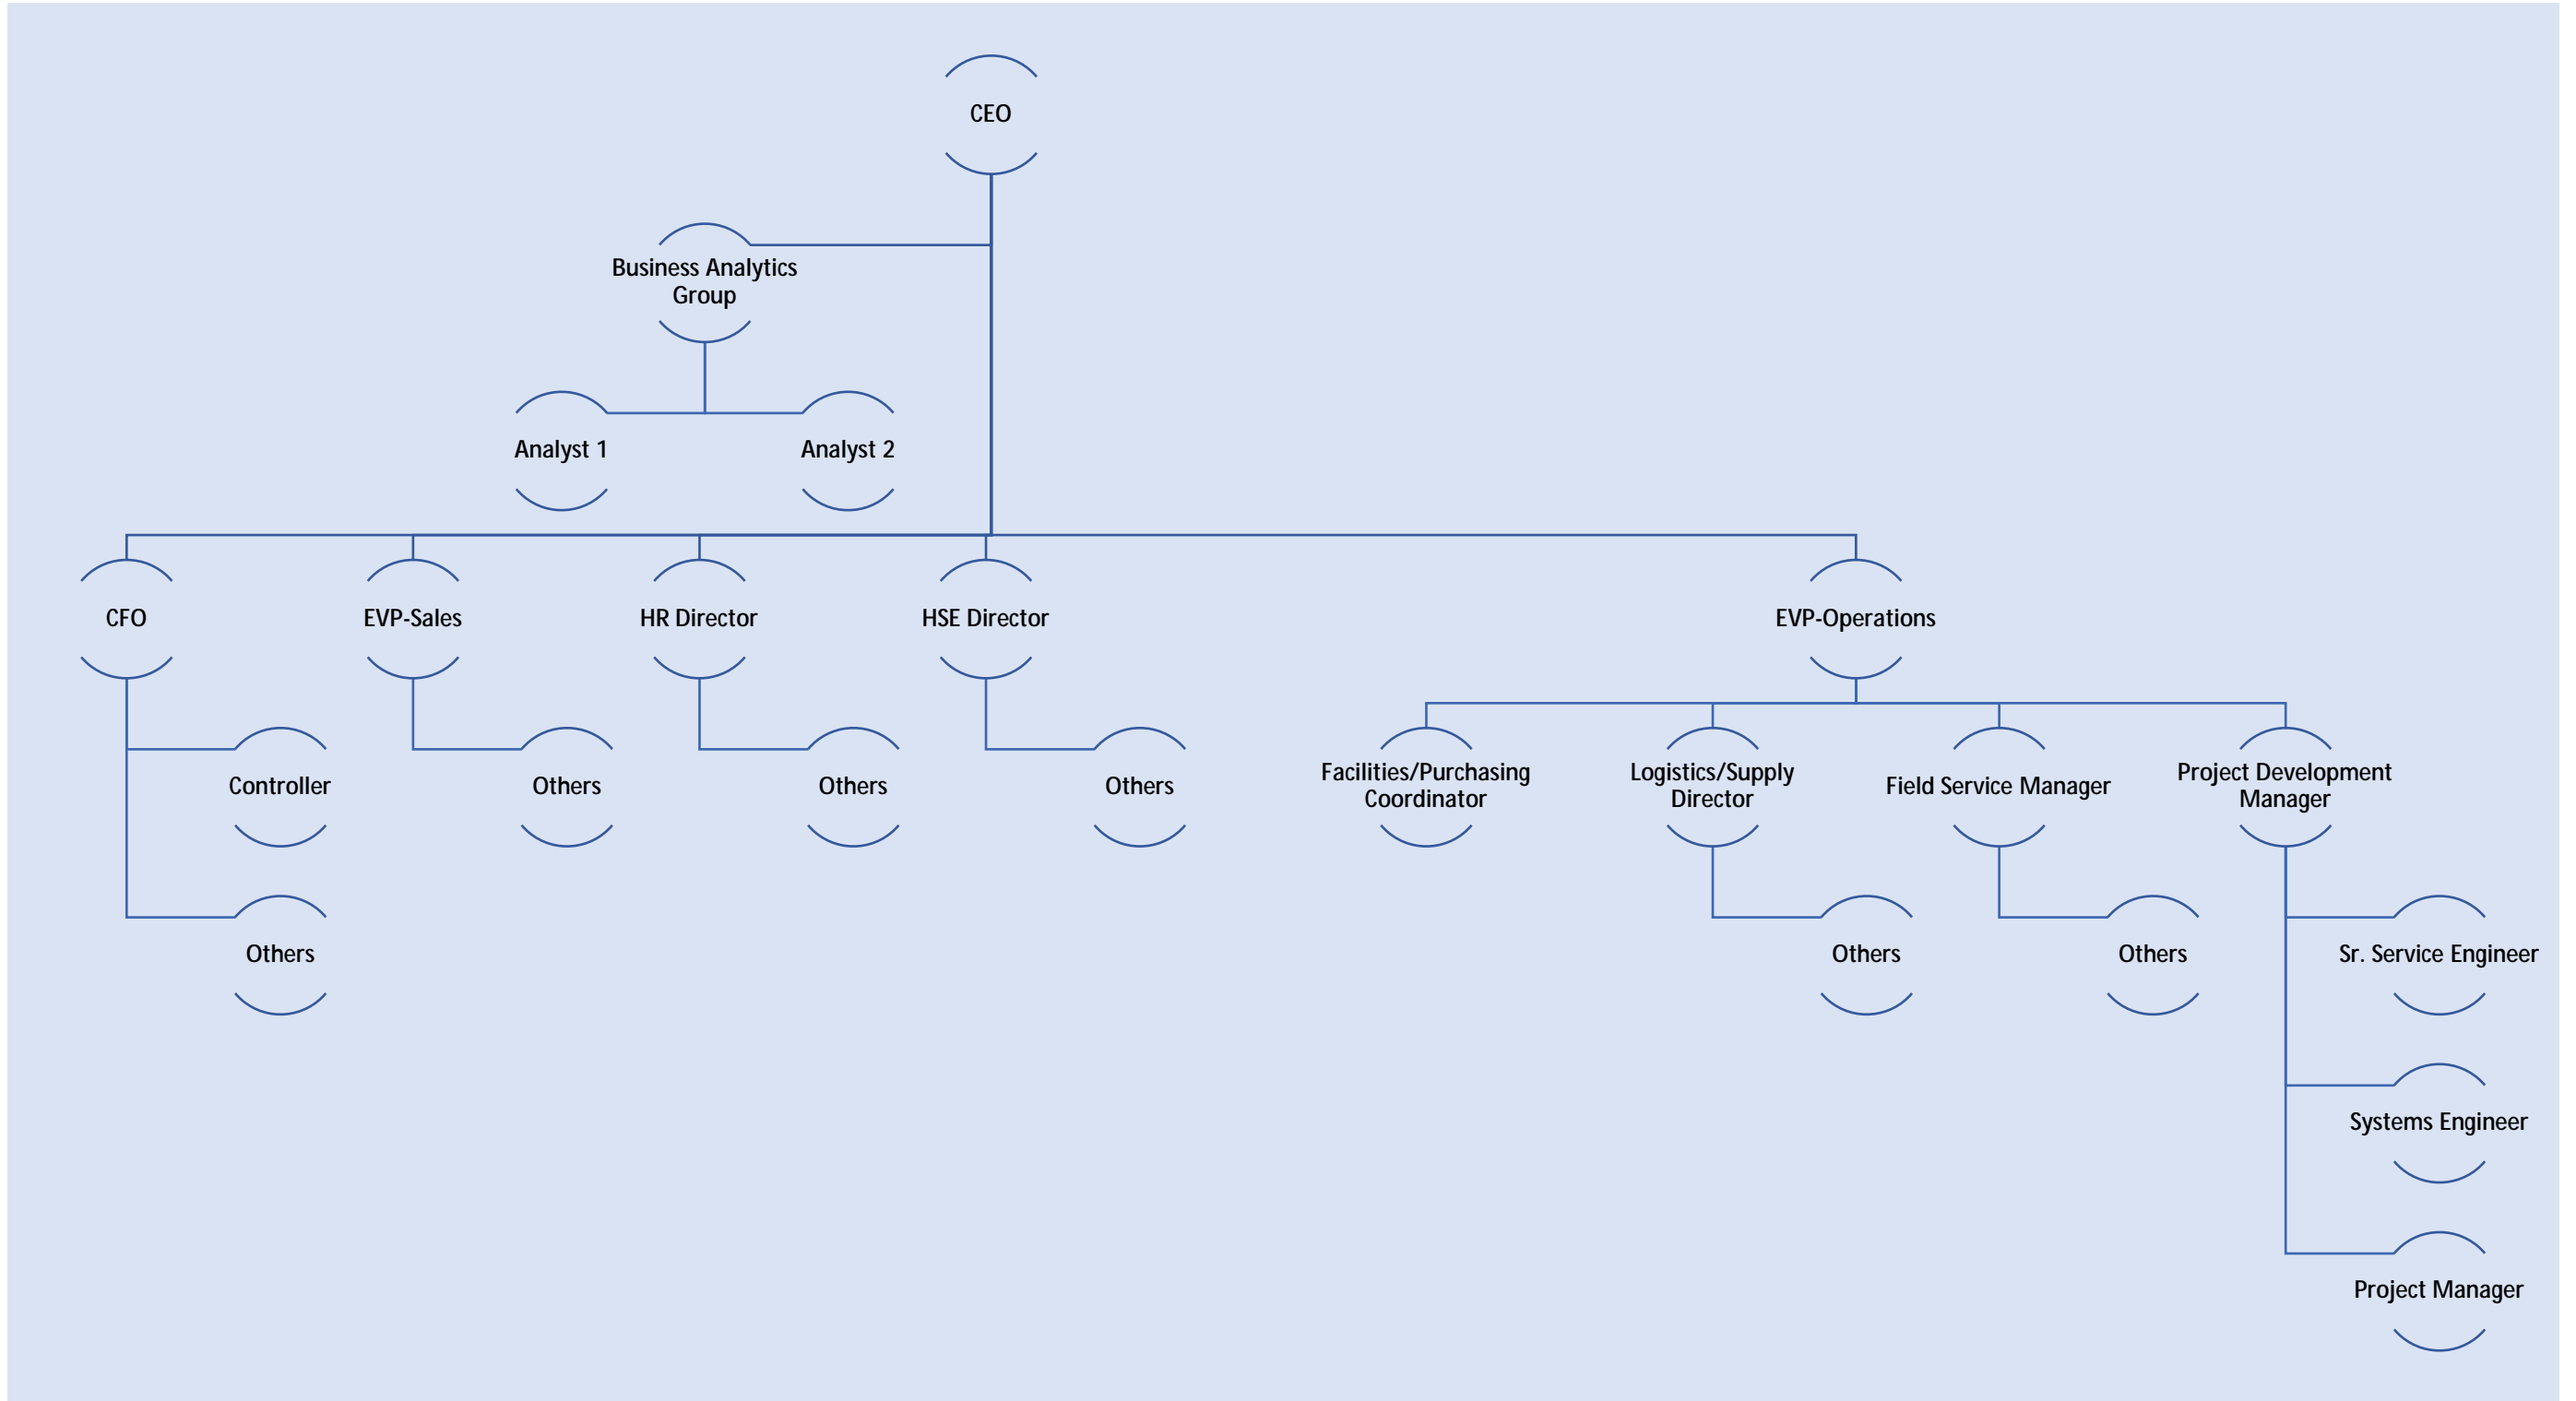 CEO
Business Analytics
Group
Analyst 1
Analyst 2
CFO
EVP-Sales
HR Director
HSE Director
EVP-Operations
Controller
Others
Others
Others
Facilities/Purchasing
Coordinator
Logistics/Supply
Director
Field Service Manager
Project Development
Manager
Others
Others
Others
Sr. Service Engineer
Systems Engineer
Project Manager